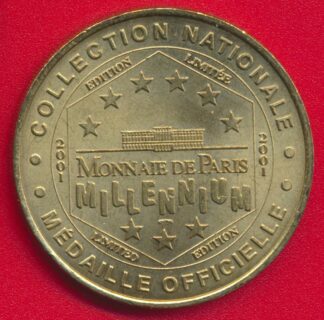 COLLECTION NATIONALE
EDITION LIMITÉE
2001 2001
MONNAIE DE PARIS
MILLENNIUM
LIMITED EDITION
MÉDAILLE OFFICIELLE